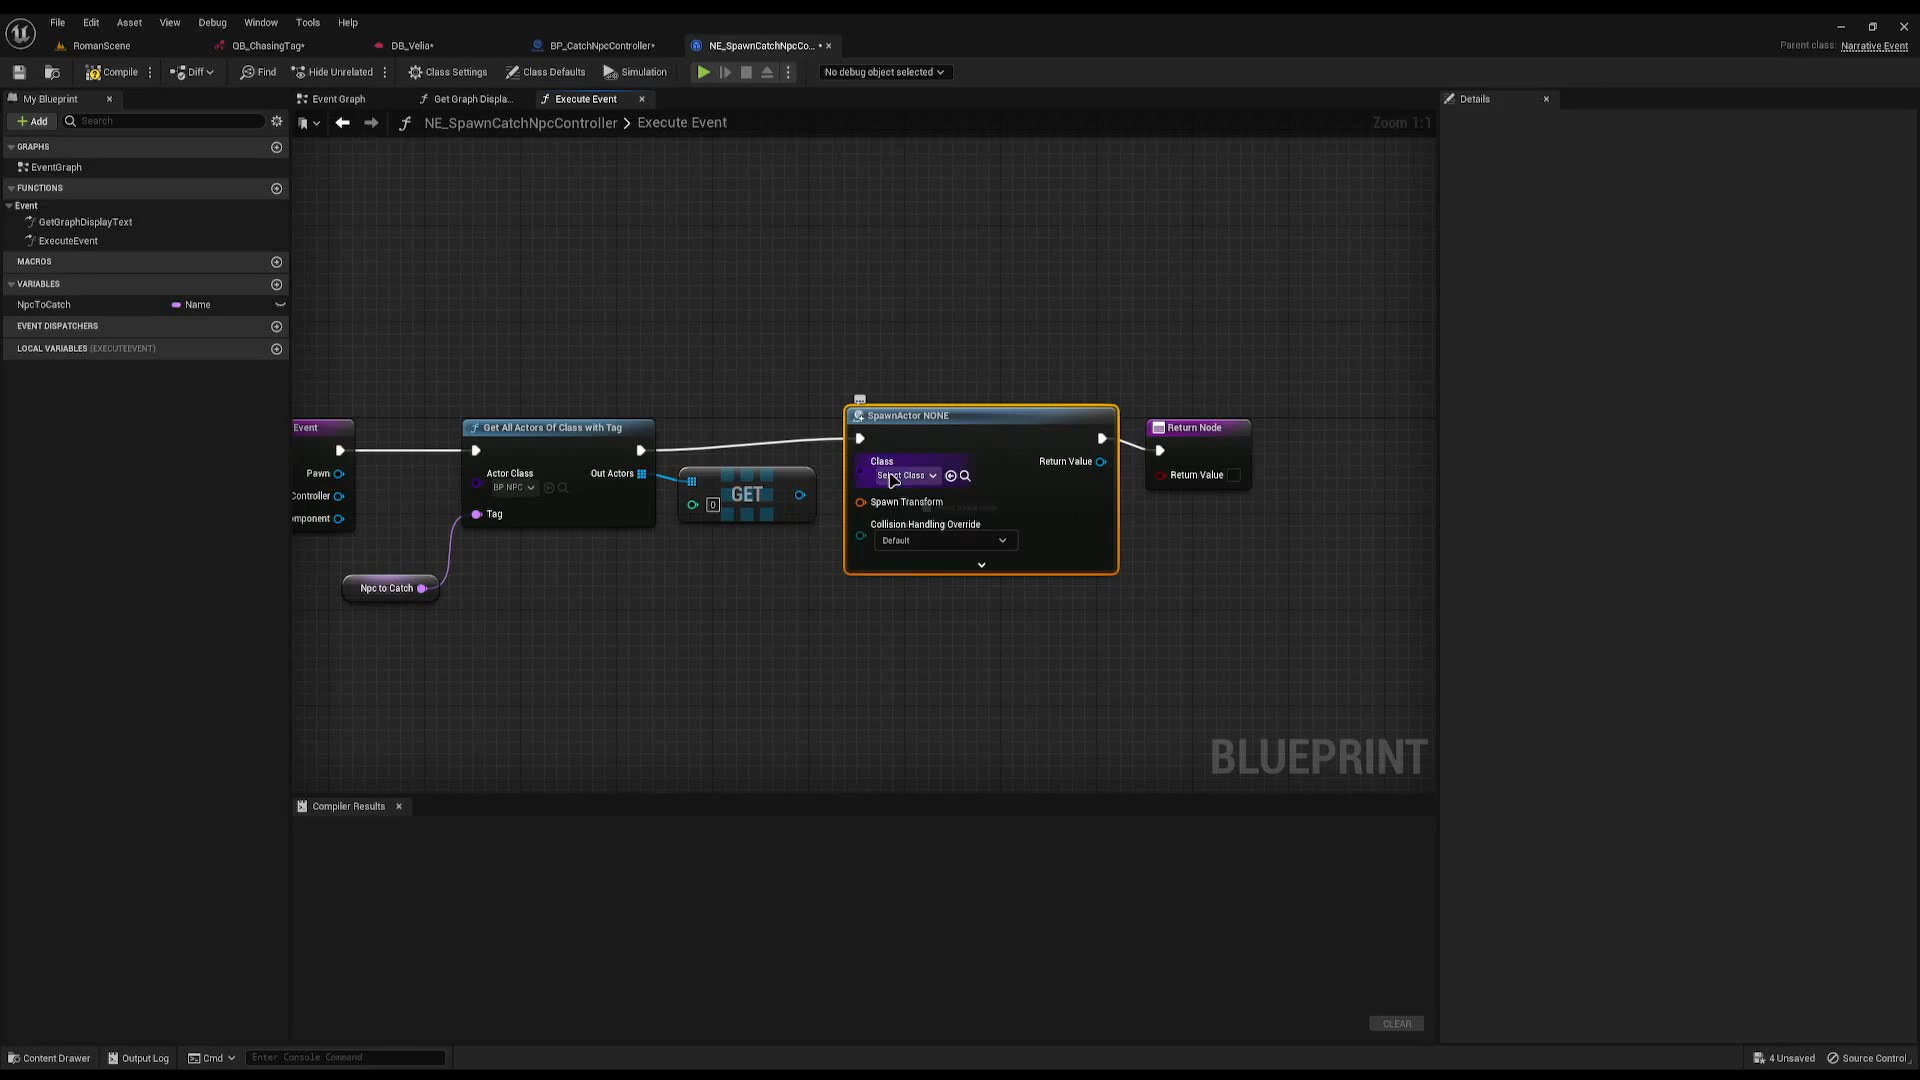 File Edit Asset View Debug Window Tools Help
RomanScene QB_ChasingTag* DB_Velia* BP_CatchNpcController* NE_SpawnCatchNpcCo... •
Parent class: Narrative Event
Compile Diff Find Hide Unrelated Class Settings Class Defaults Simulation No debug object selected
My Blueprint Event Graph Get Graph Displa... Execute Event Details
Add Search NE_SpawnCatchNpcController > Execute Event Zoom 1:1
GRAPHS
EventGraph
FUNCTIONS
Event
GetGraphDisplayText
ExecuteEvent
MACROS
VARIABLES
NpcToCatch Name
EVENT DISPATCHERS
LOCAL VARIABLES (EXECUTEEVENT)
Event
Pawn
Controller
mponent
Npc to Catch
Get All Actors Of Class with Tag
Actor Class Out Actors
BP NPC
Tag
GET
0
SpawnActor NONE
Class Return Value
Select Class
Spawn Transform
Collision Handling Override
Default
Return Node
Return Value
BLUEPRINT
Compiler Results
CLEAR
Content Drawer Output Log Cmd Enter Console Command 4 Unsaved Source Control